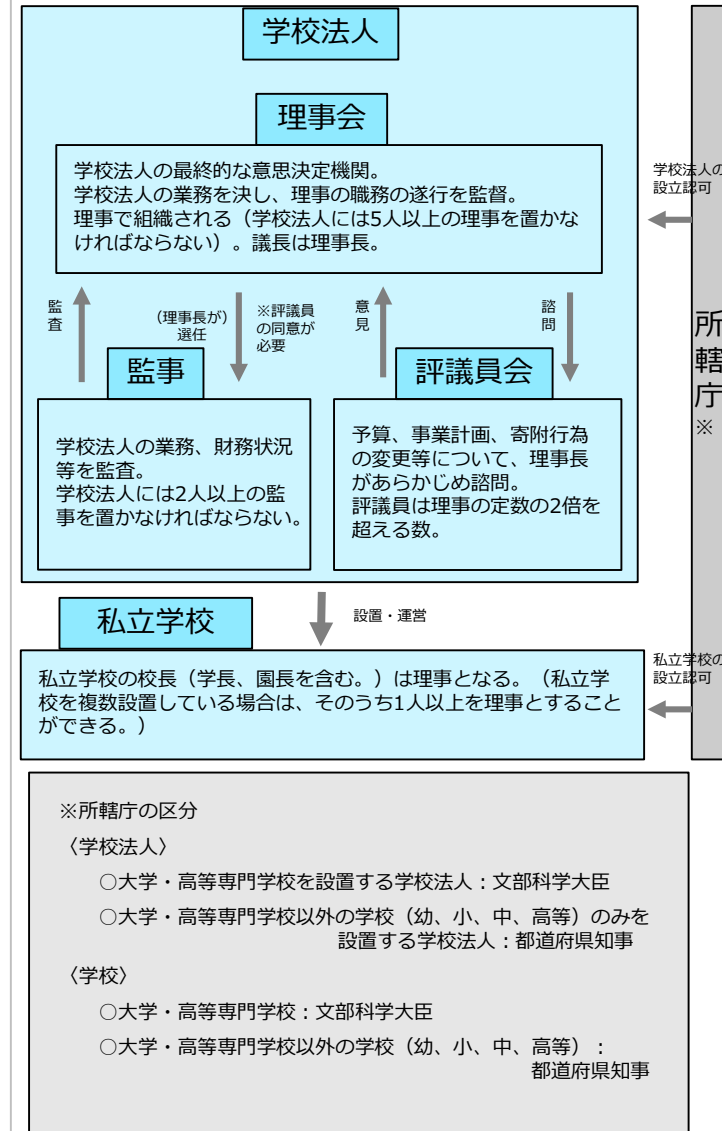 学校法人
理事会
学校法人の最終的な意思決定機関。
学校法人の業務を決し、理事の職務の遂行を監督。
理事で組織される（学校法人には5人以上の理事を置かな
ければならない）。議長は理事長。
学校法人の
設立認可
監査
（理事長が）
選任
※評議員
の同意が
必要
意見
諮問
所轄庁
※
監事
学校法人の業務、財務状況
等を監査。
学校法人には2人以上の監
事を置かなければならない。
評議員会
予算、事業計画、寄附行為
の変更等について、理事長
があらかじめ諮問。
評議員は理事の定数の2倍を
超える数。
設置・運営
私立学校
私立学校の校長（学長、園長を含む。）は理事となる。（私立学
校を複数設置している場合は、そのうち1人以上を理事とすること
ができる。）
私立学校の
設立認可
※所轄庁の区分
〈学校法人〉
○大学・高等専門学校を設置する学校法人：文部科学大臣
○大学・高等専門学校以外の学校（幼、小、中、高等）のみを
設置する学校法人：都道府県知事
〈学校〉
○大学・高等専門学校：文部科学大臣
○大学・高等専門学校以外の学校（幼、小、中、高等）：
都道府県知事